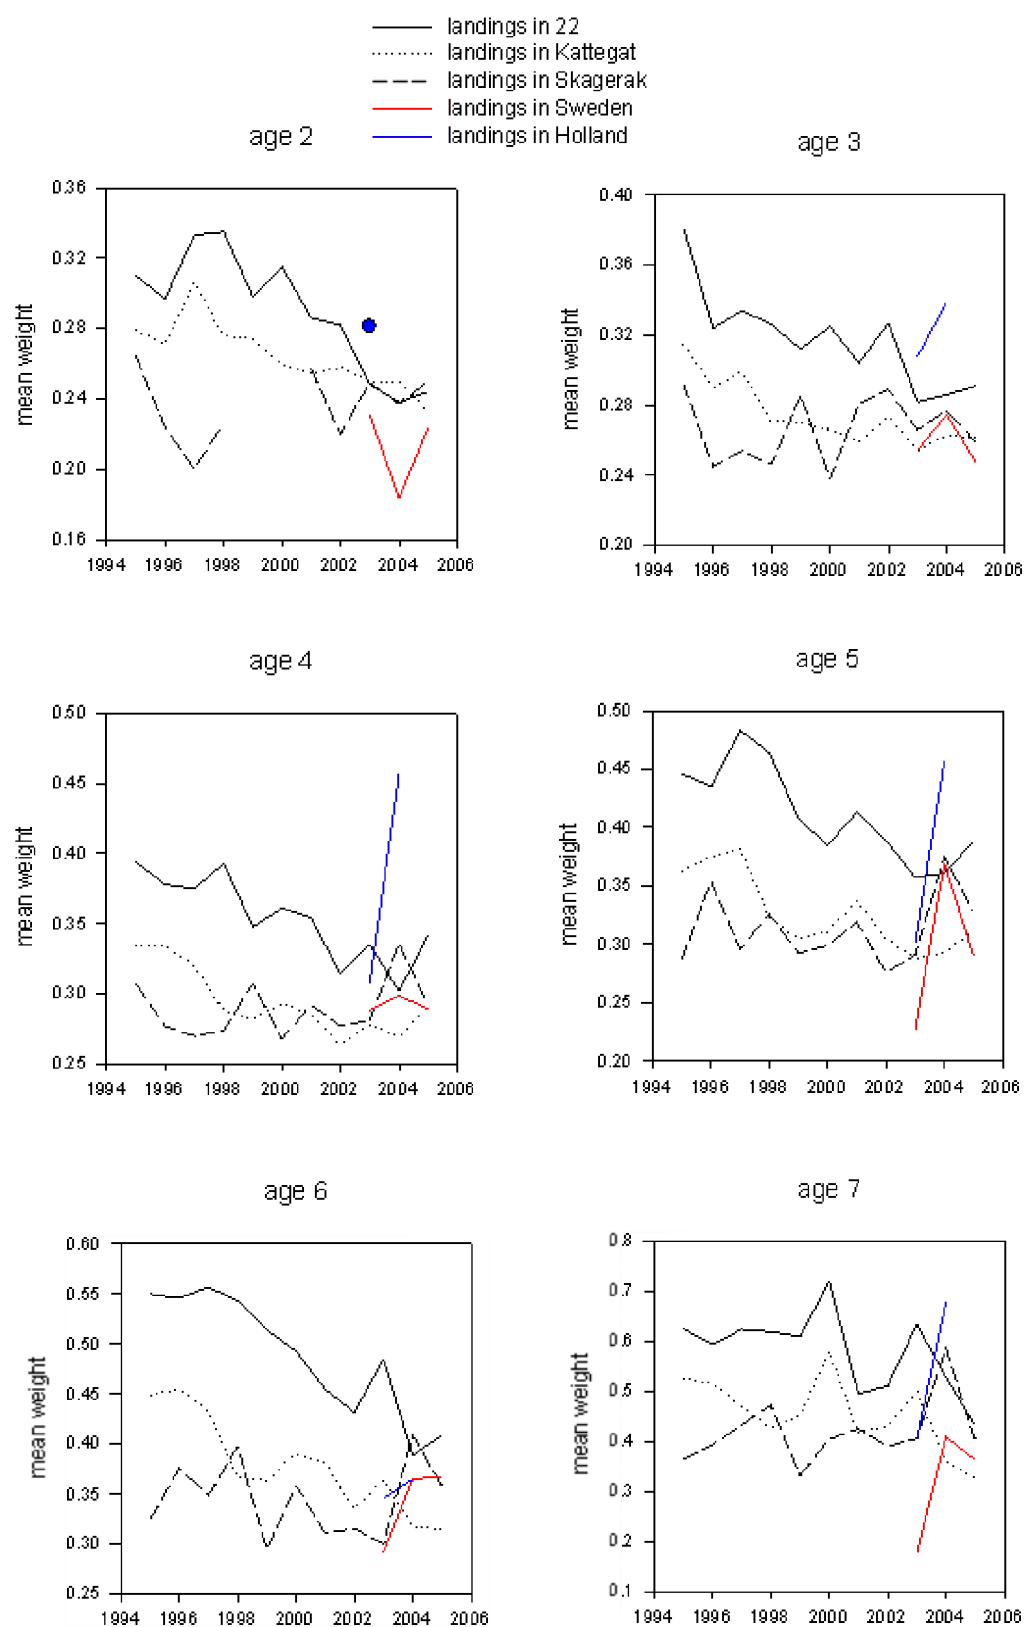 landings in 22
landings in Kattegat
landings in Skagerak
landings in Sweden
landings in Holland
age 2
0.36
0.32
0.28
0.24
0.20
0.16
mean weight
1994 1996 1998 2000 2002 2004 2006
age 3
0.40
0.36
0.32
0.28
0.24
0.20
mean weight
1994 1996 1998 2000 2002 2004 2006
age 4
0.50
0.45
0.40
0.35
0.30
0.25
mean weight
1994 1996 1998 2000 2002 2004 2006
age 5
0.50
0.45
0.40
0.35
0.30
0.25
0.20
mean weight
1994 1996 1998 2000 2002 2004 2006
age 6
0.60
0.55
0.50
0.45
0.40
0.35
0.30
0.25
mean weight
1994 1996 1998 2000 2002 2004 2006
age 7
0.8
0.7
0.6
0.5
0.4
0.3
0.2
0.1
mean weight
1994 1996 1998 2000 2002 2004 2006